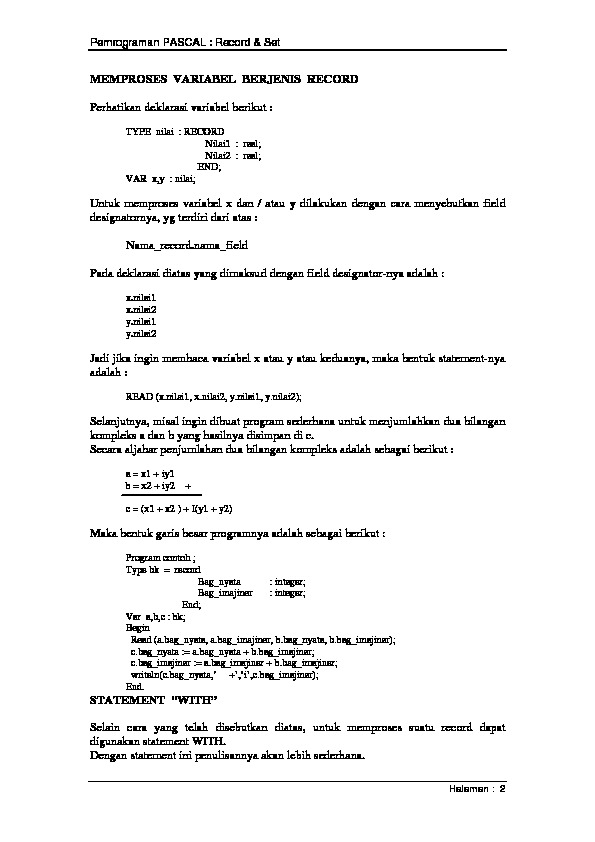 Pemrograman PASCAL : Record & Set
MEMPROSES VARIABEL BERJENIS RECORD
Perhatikan deklarasi variabel berikut :
TYPE nilai : RECORD
Nilai1 : real;
Nilai2 : real;
END;
VAR x,y : nilai;
Untuk memproses variabel x dan / atau y dilakukan dengan cara menyebutkan field
designatornya, yg terdiri dari atas :
Nama_record.nama_field
Pada deklarasi diatas yang dimaksud dengan field designator-nya adalah :
x.nilai1
x.nilai2
y.nilai1
y.nilai2
Jadi jika ingin membaca variabel x atau y atau keduanya, maka bentuk statement-nya
adalah :
READ (x.nilai1, x.nilai2, y.nilai1, y.nilai2);
Selanjutnya, misal ingin dibuat program sederhana untuk menjumlahkan dua bilangan
kompleks a dan b yang hasilnya disimpan di c.
Secara aljabar penjumlahan dua bilangan kompleks adalah sebagai berikut :
a = x1 + iy1
b = x2 + iy2 +
c = (x1 + x2 ) + I(y1 + y2)
Maka bentuk garis besar programnya adalah sebagai berikut :
Program contoh ;
Type bk = record
Bag_nyata : integer;
Bag_imajiner : integer;
End;
Var a,b,c : bk;
Begin
Read (a.bag_nyata, a.bag_imajiner, b.bag_nyata, b.bag_imajiner);
c.bag_nyata := a.bag_nyata + b.bag_imajiner;
c.bag_imajiner := a.bag_imajiner + b.bag_imajiner;
writeln(c.bag_nyata,' +','i',c.bag_imajiner);
End.
STATEMENT "WITH"
Selain cara yang telah disebutkan diatas, untuk memproses suatu record dapat
digunakan statement WITH.
Dengan statement ini penulisannya akan lebih sederhana.
Halaman : 2